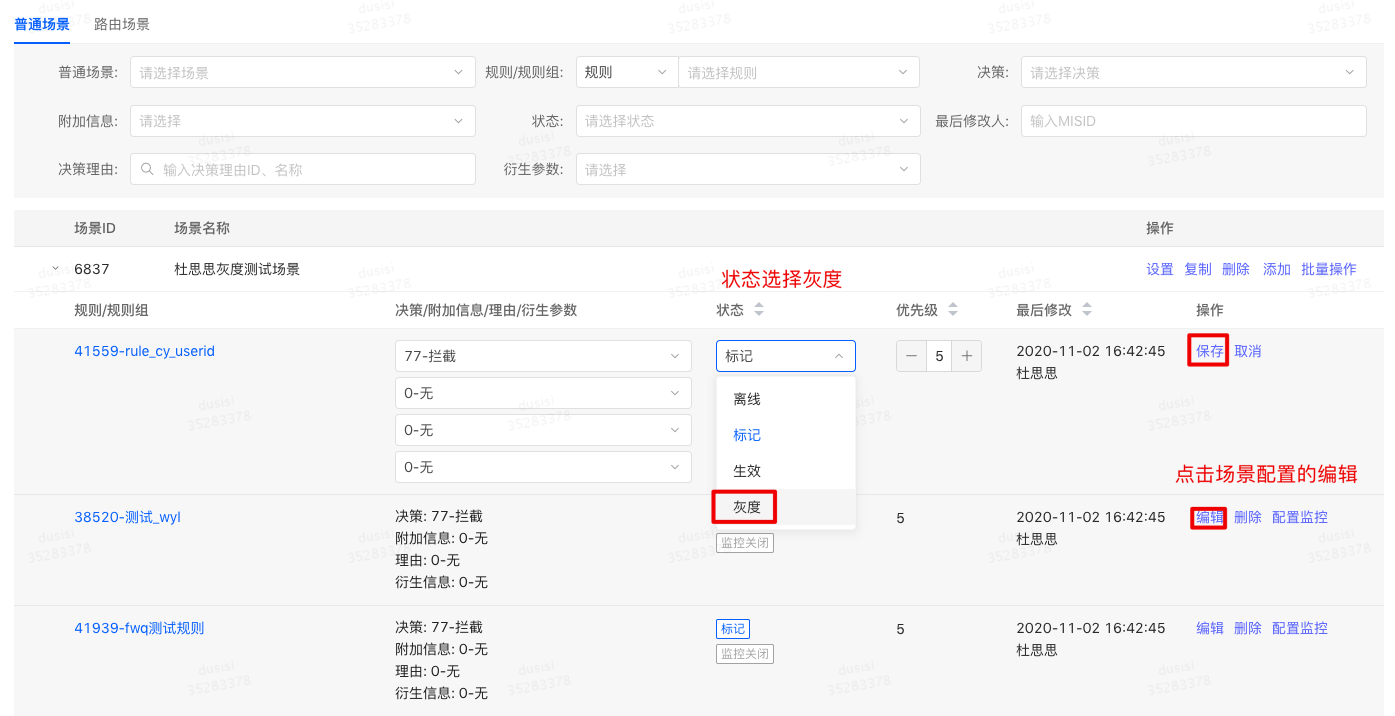 普通场景 路由场景
普通场景: 请选择场景 规则/规则组: 规则 请选择规则 决策: 请选择决策
附加信息: 请选择 状态: 请选择状态 最后修改人: 输入MISID
决策理由: 输入决策理由ID、名称 衍生参数: 请选择
场景ID 场景名称 操作
6837 杜思思灰度测试场景 设置 复制 删除 添加 批量操作
状态选择灰度
规则/规则组 决策/附加信息/理由/衍生参数 状态 优先级 最后修改 操作
41559-rule_cy_userid 77-拦截 标记 5 2020-11-02 16:42:45 保存 取消
杜思思
0-无
0-无
0-无
离线
标记
生效
灰度
点击场景配置的编辑
38520-测试_wyl 决策: 77-拦截 5 2020-11-02 16:42:45 编辑 删除 配置监控
附加信息: 0-无 监控关闭 杜思思
理由: 0-无
衍生信息: 0-无
41939-fwq测试规则 决策: 77-拦截 标记 5 2020-11-02 16:42:45 编辑 删除 配置监控
附加信息: 0-无 监控关闭 杜思思
理由: 0-无
衍生信息: 0-无
dusisi
35283378